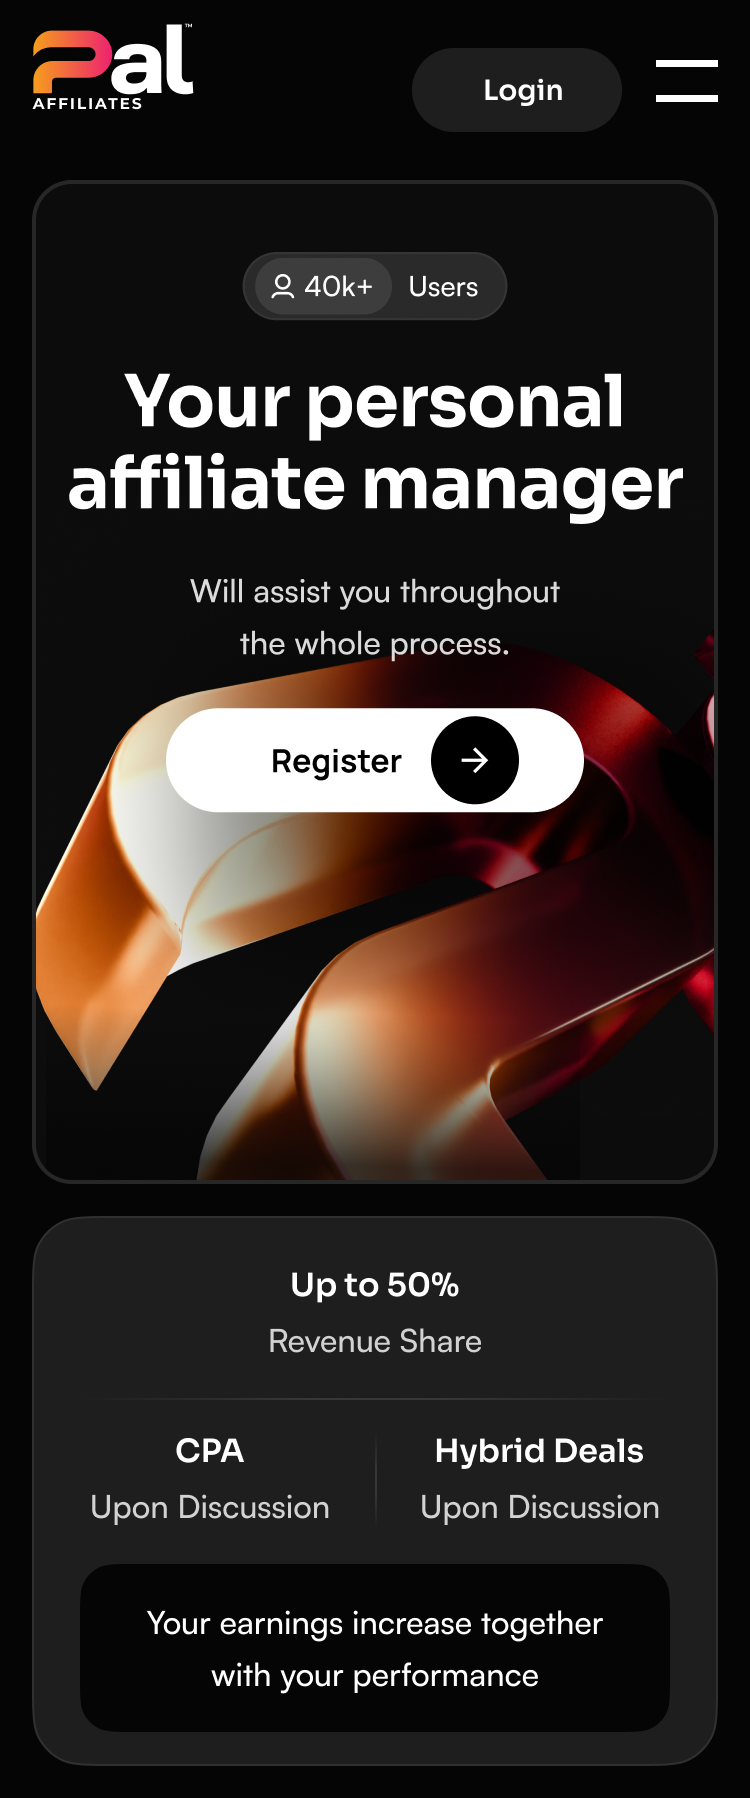 Pal™
AFFILIATES
Login
40k+ Users
Your personal
affiliate manager
Will assist you throughout
the whole process.
Register
Up to 50%
Revenue Share
CPA
Upon Discussion
Hybrid Deals
Upon Discussion
Your earnings increase together
with your performance